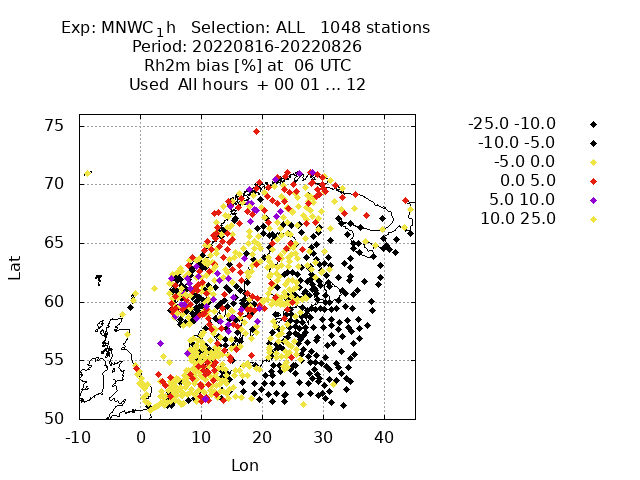 Exp: MNWC_1h   Selection: ALL   1048 stations
Period: 20220816-20220826
Rh2m bias [%] at  06 UTC
Used  All hours  + 00 01 ... 12
-25.0 -10.0
-10.0 -5.0
-5.0 0.0
0.0 5.0
5.0 10.0
10.0 25.0
75
70
65
60
55
50
Lat
-10 0 10 20 30 40
Lon